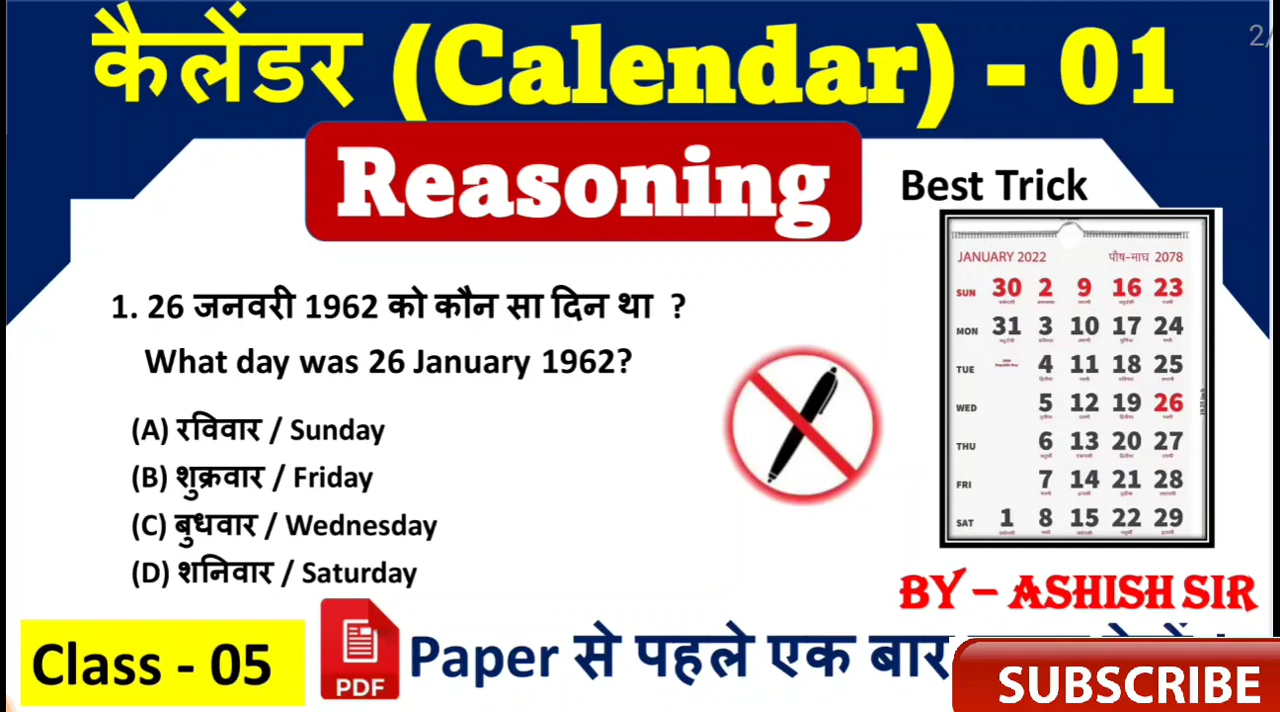 कैलेंडर (Calendar) - 01
2/
Reasoning
Best Trick
JANUARY 2022 पौष-माघ 2078
SUN 30 2 9 16 23
MON 31 3 10 17 24
TUE 4 11 18 25
WED 5 12 19 26
THU 6 13 20 27
FRI 7 14 21 28
SAT 1 8 15 22 29
1. 26 जनवरी 1962 को कौन सा दिन था ?
What day was 26 January 1962?
(A) रविवार / Sunday
(B) शुक्रवार / Friday
(C) बुधवार / Wednesday
(D) शनिवार / Saturday
BY – ASHISH SIR
Class - 05
PDF
Paper से पहले एक बार
SUBSCRIBE